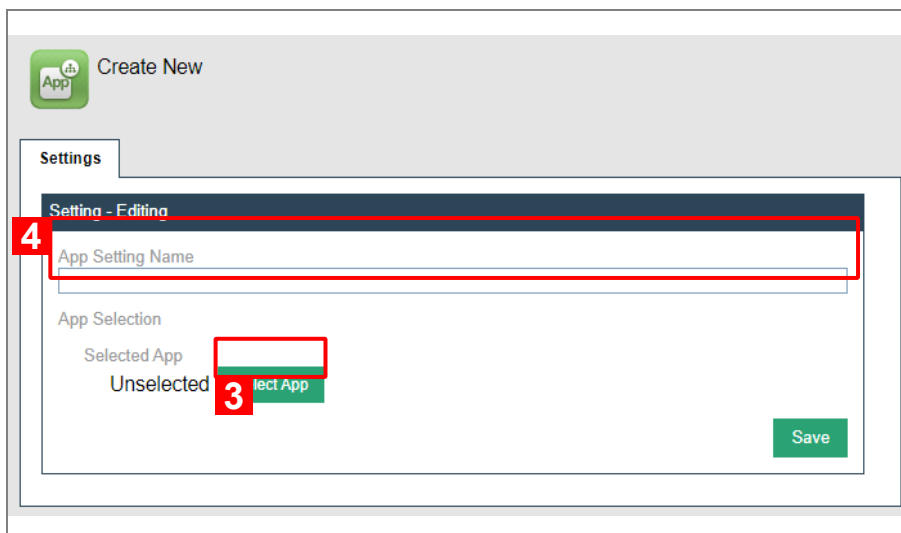 App
Create New
Settings
Setting - Editing
4
App Setting Name
App Selection
Selected App
Unselected
3
lect App
Save